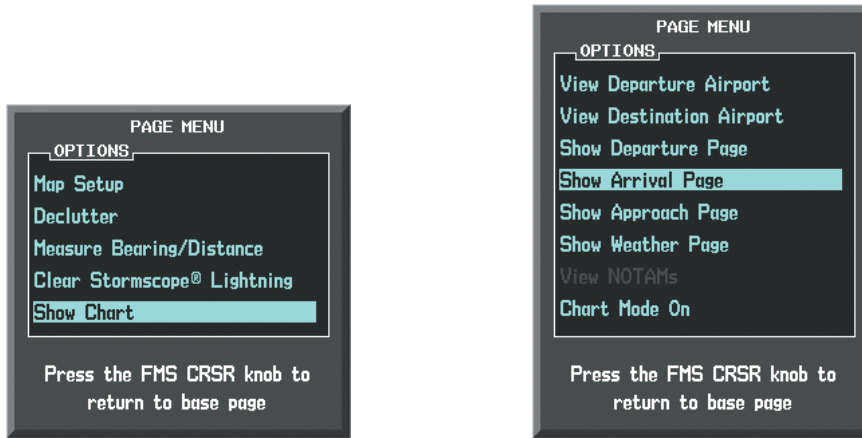 PAGE MENU
OPTIONS
Map Setup
Declutter
Measure Bearing/Distance
Clear Stormscope® Lightning
Show Chart
Press the FMS CRSR knob to
return to base page
PAGE MENU
OPTIONS
View Departure Airport
View Destination Airport
Show Departure Page
Show Arrival Page
Show Approach Page
Show Weather Page
View NOTAMs
Chart Mode On
Press the FMS CRSR knob to
return to base page